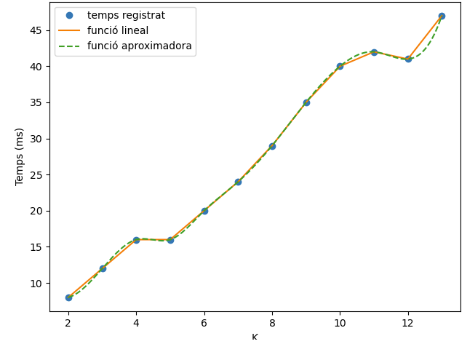 temps registrat
funció lineal
funció aproximadora
Temps (ms)
45
40
35
30
25
20
15
10
2 4 6 8 10 12
K